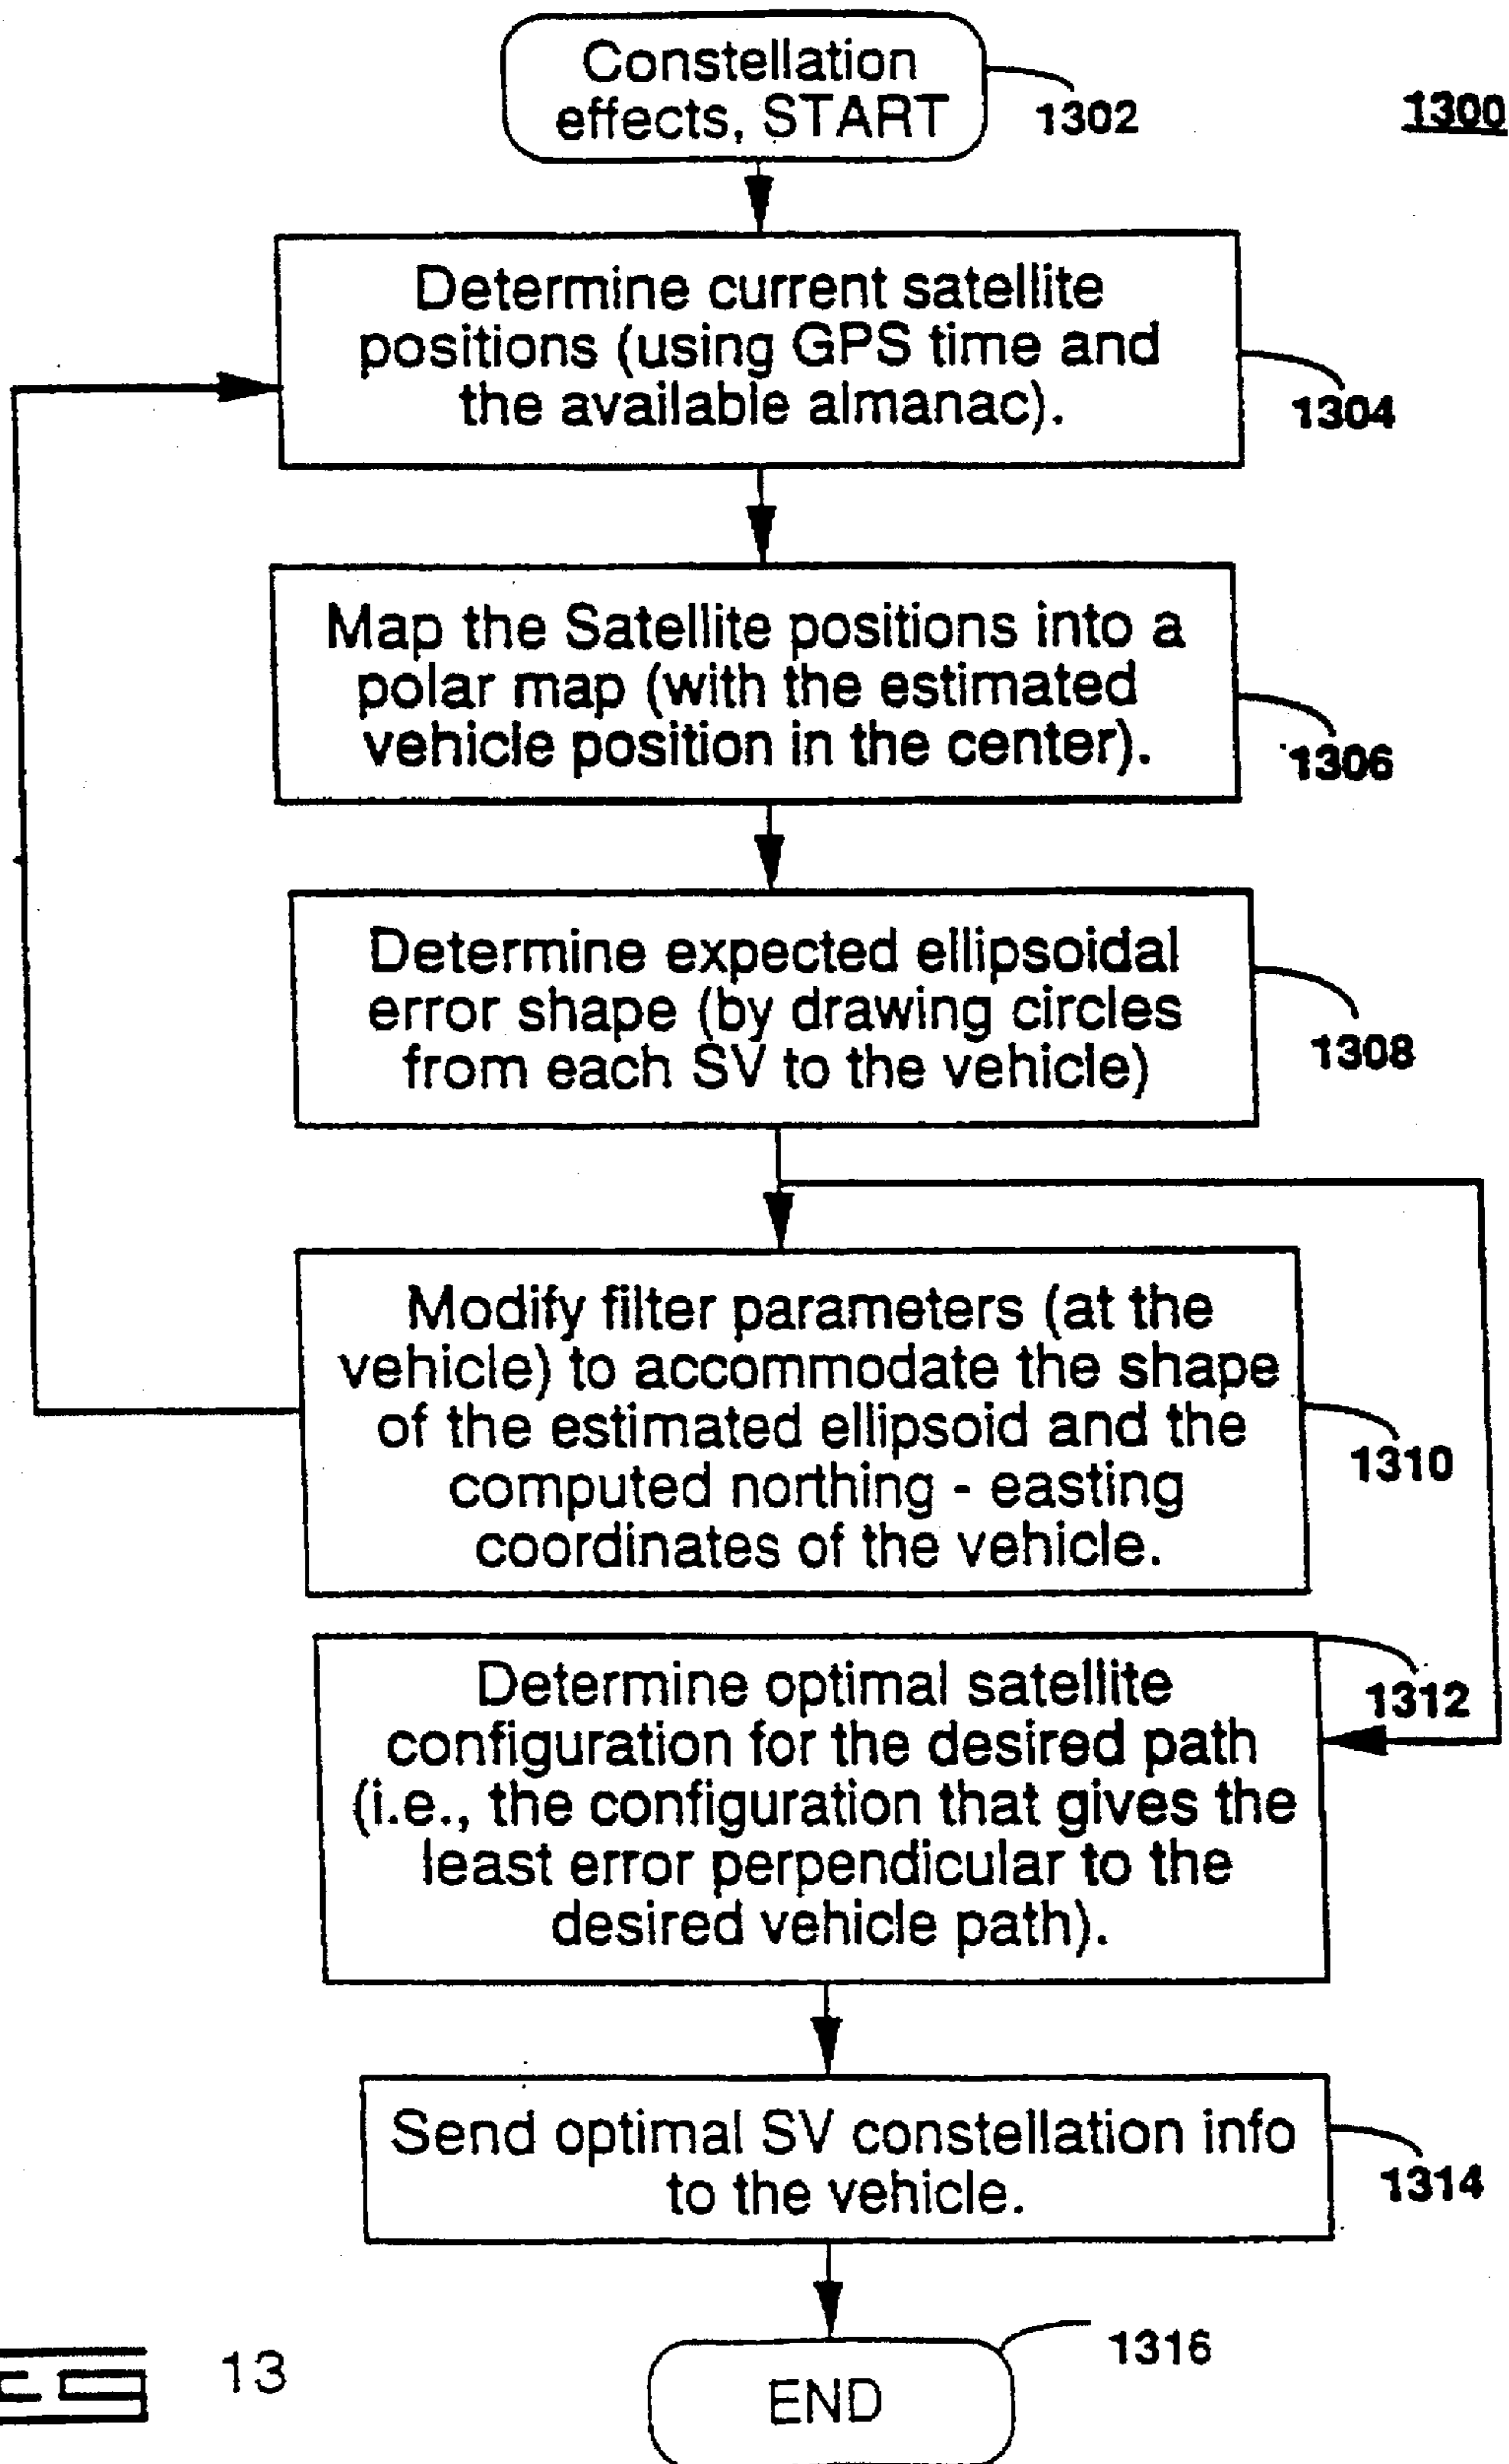 Constellation
effects, START
1302
1300
Determine current satellite
positions (using GPS time and
the available almanac).
1304
Map the Satellite positions into a
polar map (with the estimated
vehicle position in the center).
1306
Determine expected ellipsoidal
error shape (by drawing circles
from each SV to the vehicle)
1308
Modify filter parameters (at the
vehicle) to accommodate the shape
of the estimated ellipsoid and the
computed northing - easting
coordinates of the vehicle.
1310
Determine optimal satellite
configuration for the desired path
(i.e., the configuration that gives the
least error perpendicular to the
desired vehicle path).
1312
Send optimal SV constellation info
to the vehicle.
1314
END
1316
13